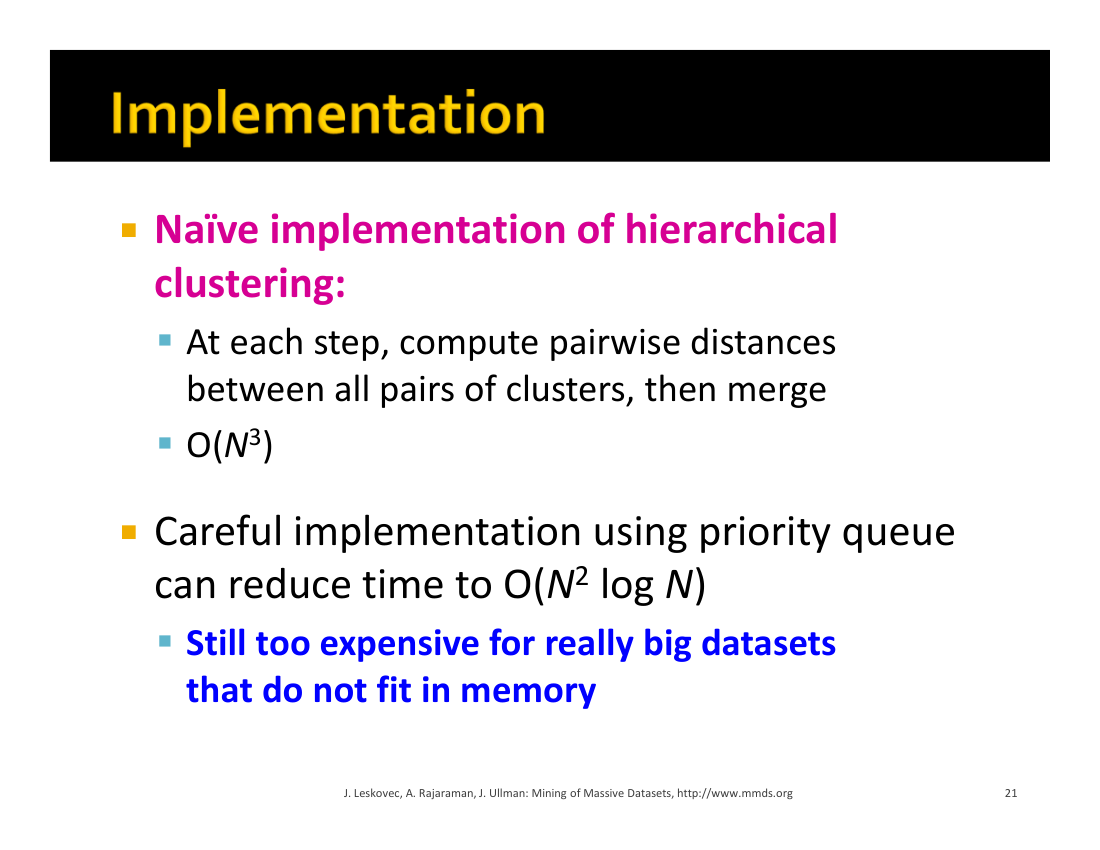 Implementation
Naïve implementation of hierarchical
clustering:
At each step, compute pairwise distances
between all pairs of clusters, then merge
O(N³)
Careful implementation using priority queue
can reduce time to O(N² log N)
Still too expensive for really big datasets
that do not fit in memory
J. Leskovec, A. Rajaraman, J. Ullman: Mining of Massive Datasets, http://www.mmds.org
21